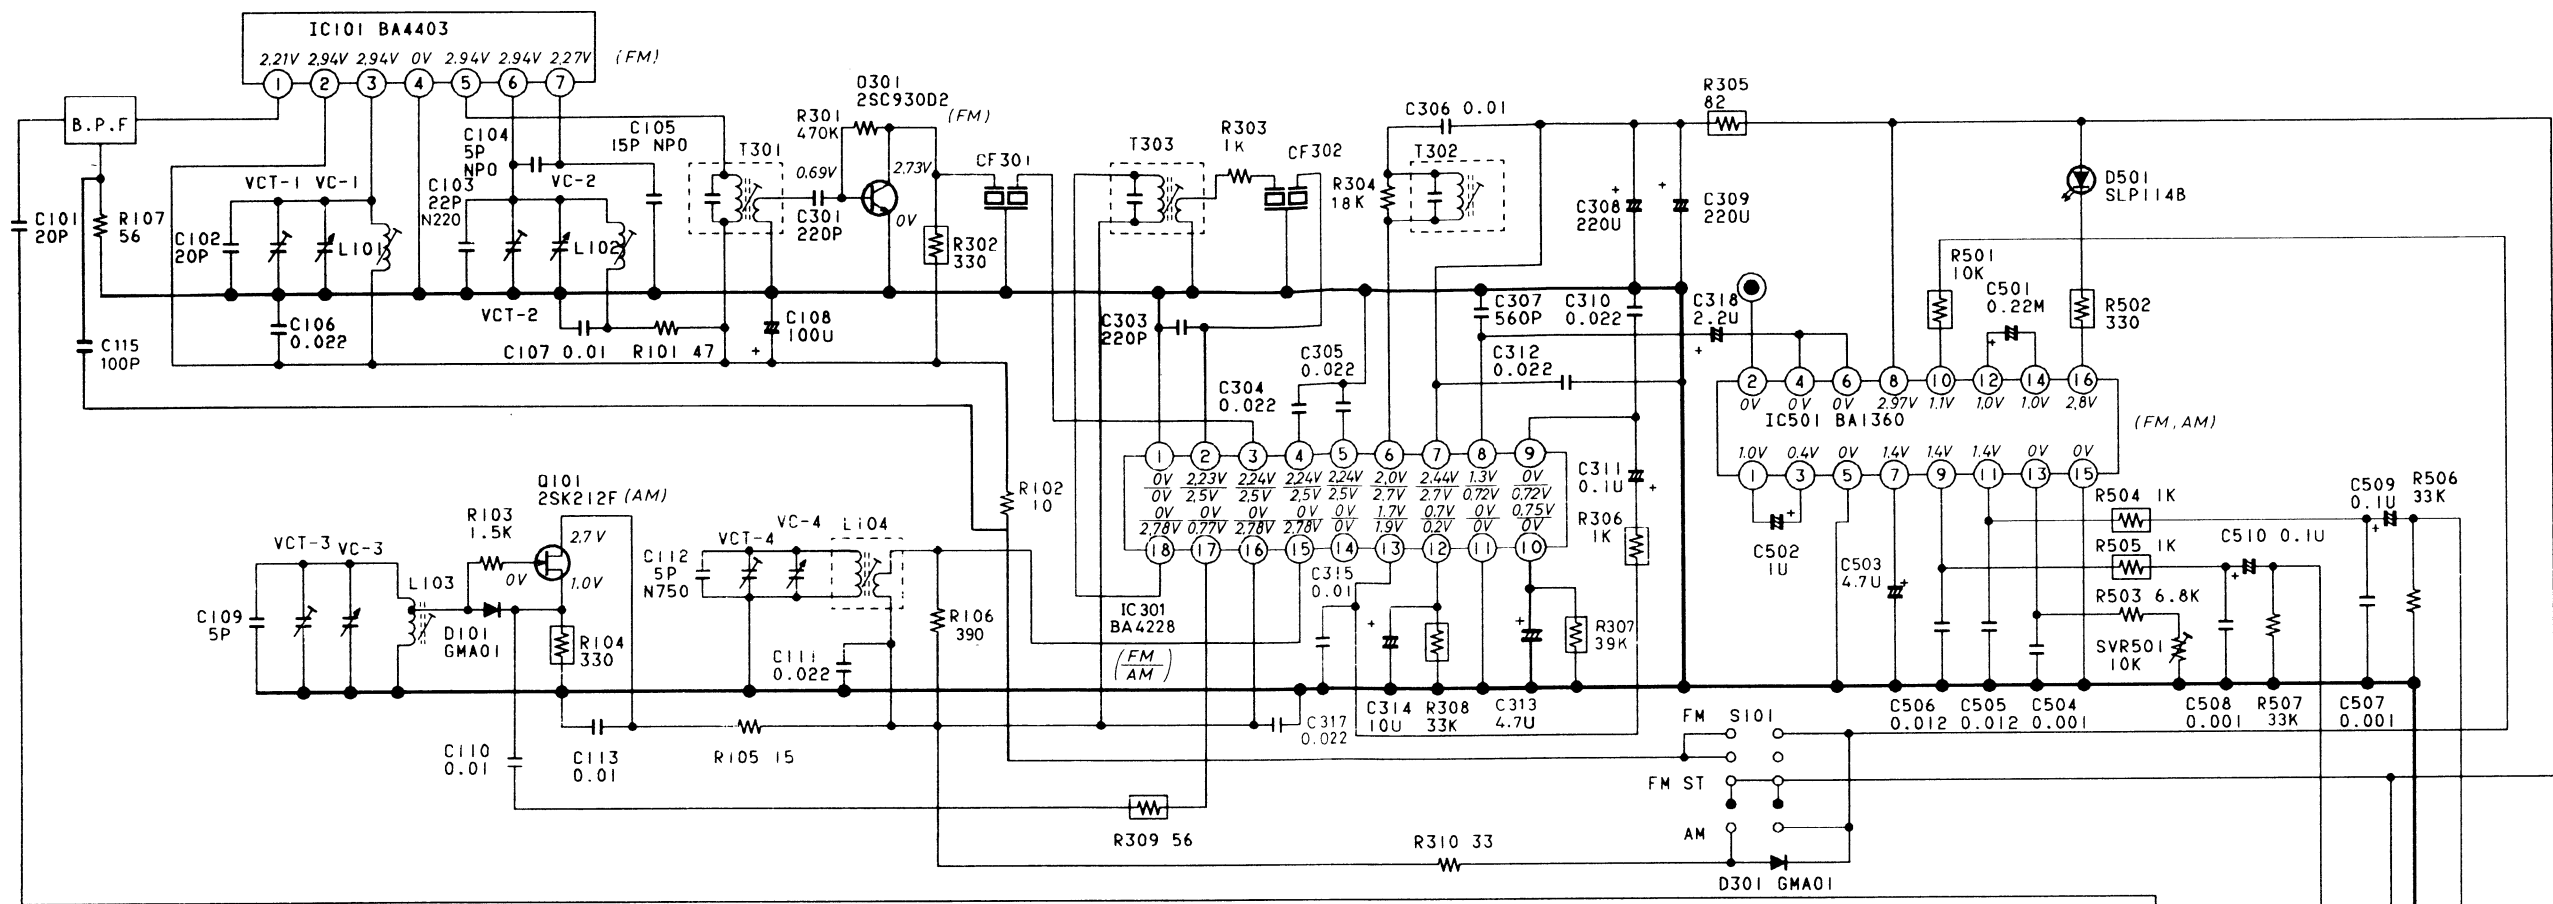 IC101 BA4403
2.21V 2.94V 2.94V 0V 2.94V 2.94V 2.27V (FM)
1 2 3 4 5 6 7
B.P.F
C101
20P
R107
56
C115
100P
VCT-1 VC-1
C102
20P
L101
C106
0.022
C103
22P
N220
C104
5P
NPO
C105
15P NPO
VC-2
L102
VCT-2
C107 0.01
R101 47
T301
C108
100U
+
0.69V
C301
220P
R301
470K
Q301
2SC930D2
(FM)
2.73V
0V
R302
330
CF301
T303
R303
1K
CF302
C303
220P
C304
0.022
C305
0.022
C306 0.01
T302
R304
18K
R305
82
+
C308
220U
+
C309
220U
C307
560P
C310
0.022
C318
2.2U
+
C312
0.022
C311
0.1U
+
R306
1K
D501
SLP114B
R501
10K
C501
0.22M
+
R502
330
2 4 6 8 10 12 14 16
0V 0V 0V 2.97V 1.1V 1.0V 1.0V 2.8V
IC501 BA1360
(FM, AM)
1.0V 0.4V 0V 1.4V 1.4V 1.4V 0V 0V
1 3 5 7 9 11 13 15
1 2 3 4 5 6 7 8 9
0V 2.23V 2.24V 2.24V 2.24V 2.0V 2.44V 1.3V 0V
0V 2.5V 2.5V 2.5V 2.5V 2.7V 2.7V 0.72V 0.72V
0V 0V 0V 0V 0V 1.7V 0.7V 0V 0.75V
2.78V 0.77V 2.78V 2.78V 0V 1.9V 0.2V 0V 0V
18 17 16 15 14 13 12 11 10
IC301
BA4228
(FM
AM)
R102
10
Q101
2SK212F (AM)
R103
1.5K
2.7V
0V
1.0V
VCT-3 VC-3
L103
C109
5P
D101
GMA01
R104
330
C110
0.01
C113
0.01
R105 15
C112
5P
N750
VCT-4
VC-4
L104
R106
390
C111
0.022
C315
0.01
+
C314
10U
R308
33K
+
C313
4.7U
R307
39K
C317
0.022
R309 56
R310 33
FM S101
FM ST
AM
D301 GMA01
C502
1U
+
C503
4.7U
+
R504 1K
R505 1K
R503 6.8K
SVR501
10K
C510 0.1U
+
C509
0.1U
+
R506
33K
C506
0.012
C505
0.012
C504
0.001
C508
0.001
R507
33K
C507
0.001